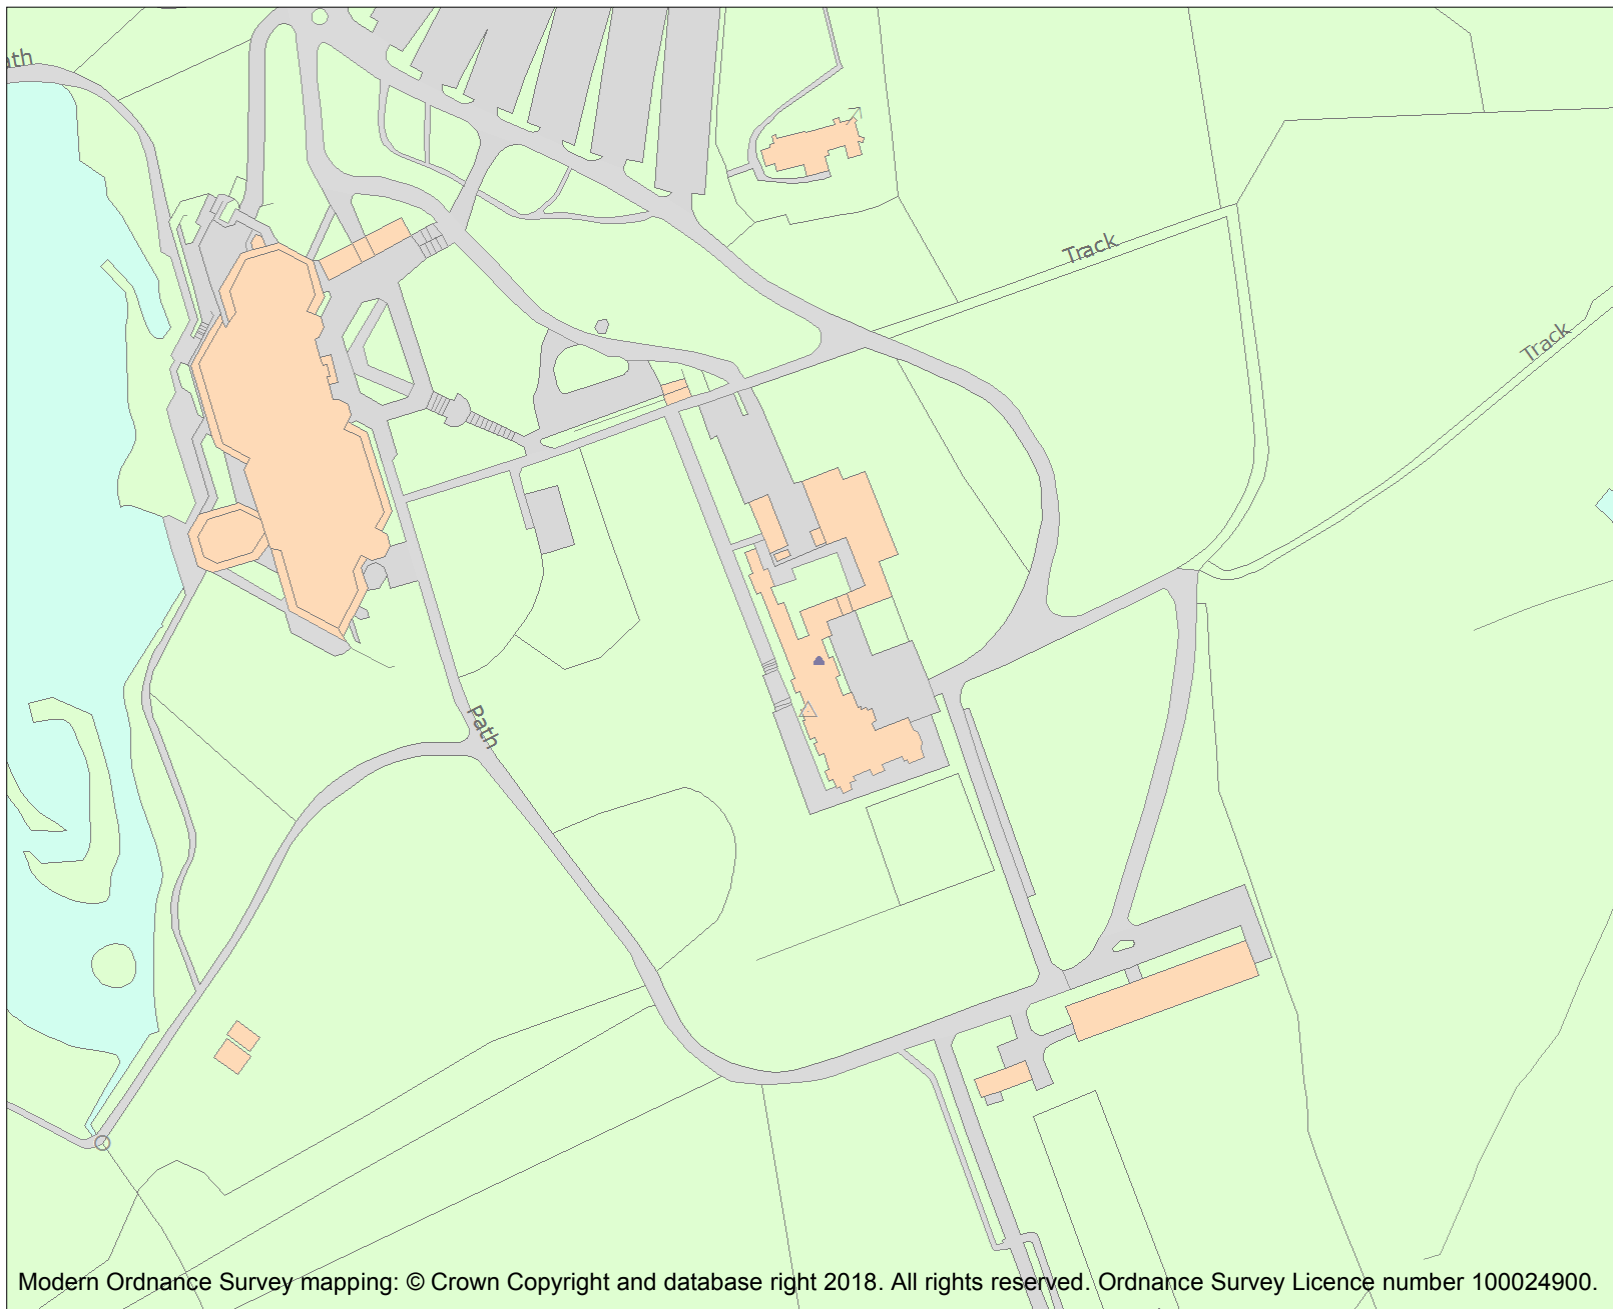 ath
Track
Track
Path
Modern Ordnance Survey mapping: © Crown Copyright and database right 2018. All rights reserved. Ordnance Survey Licence number 100024900.